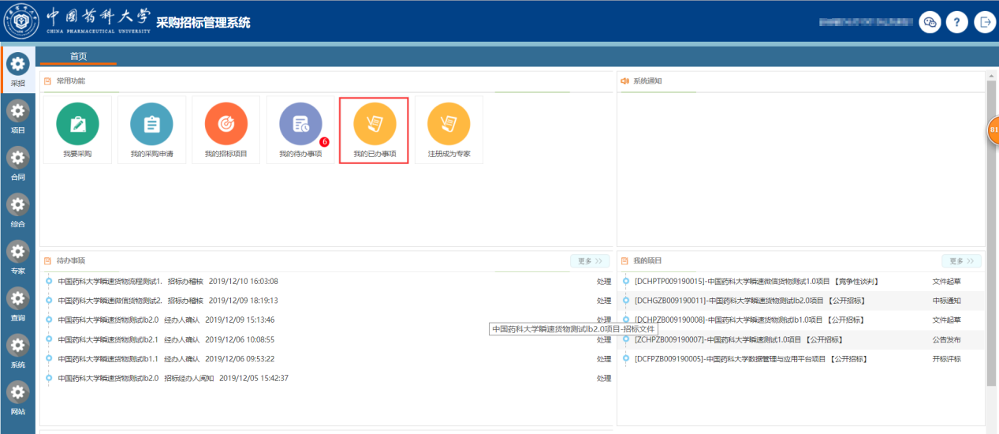 中国药科大学 采购招标管理系统
CHINA PHARMACEUTICAL UNIVERSITY
?
首页
采招
项目
合同
综合
专家
查询
系统
网站
常用功能
我要采购
我的采购申请
我的招标项目
我的待办事项
6
我的已办事项
注册成为专家
系统通知
81
待办事项 更多 >>
中国药科大学瞬速货物流程测试1. 招标办稽核 2019/12/10 16:03:08 处理
中国药科大学瞬速微信货物测试2. 招标办稽核 2019/12/09 18:19:13 处理
中国药科大学瞬速货物测试lb2.0 经办人确认 2019/12/09 15:13:46 处理
中国药科大学瞬速货物测试lb2.0项目-招标文件
中国药科大学瞬速货物测试lb2.1 经办人确认 2019/12/06 10:08:55 处理
中国药科大学瞬速货物测试lb1.1 经办人确认 2019/12/06 09:53:22 处理
中国药科大学瞬速货物测试lb2.0 招标经办人阅知 2019/12/05 15:42:37 处理
我的项目 更多 >>
[DCHPTP009190015]-中国药科大学瞬速微信货物测试1.0项目 【竞争性谈判】 文件起草
[DCHGZB009190011]-中国药科大学瞬速货物测试lb2.0项目 【公开招标】 中标通知
[DCHPZB009190008]-中国药科大学瞬速货物测试lb1.0项目 【公开招标】 文件起草
[ZCHPZB009190007]-中国药科大学瞬速测试1.0项目 【公开招标】 公告发布
[DCFPZB009190005]-中国药科大学数据管理与应用平台项目 【公开招标】 开标评标